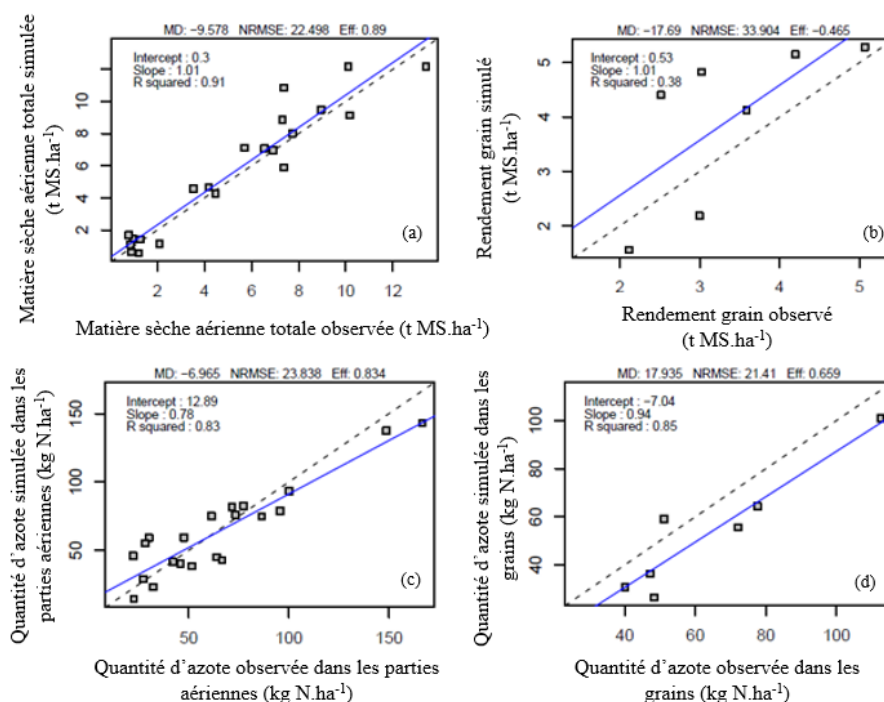 MD: −9.578 NRMSE: 22.498 Eff: 0.89
Intercept : 0.3
Slope : 1.01
R squared : 0.91
10
8
6
4
2
(a)
2 4 6 8 10 12
Matière sèche aérienne totale simulée
(t MS.ha⁻¹)
Matière sèche aérienne totale observée (t MS.ha⁻¹)
MD: −17.69 NRMSE: 33.904 Eff: −0.465
Intercept : 0.53
Slope : 1.01
R squared : 0.38
5
4
3
2
(b)
2 3 4 5
Rendement grain simulé
(t MS.ha⁻¹)
Rendement grain observé
(t MS.ha⁻¹)
MD: −6.965 NRMSE: 23.838 Eff: 0.834
Intercept : 12.89
Slope : 0.78
R squared : 0.83
150
100
50
(c)
50 100 150
Quantité d'azote simulée dans les
parties aériennes (kg N.ha⁻¹)
Quantité d'azote observée dans les parties
aériennes (kg N.ha⁻¹)
MD: 17.935 NRMSE: 21.41 Eff: 0.659
Intercept : −7.04
Slope : 0.94
R squared : 0.85
100
80
60
40
(d)
40 60 80 100
Quantité d'azote simulée dans les
grains (kg N.ha⁻¹)
Quantité d'azote observée dans les
grains (kg N.ha⁻¹)